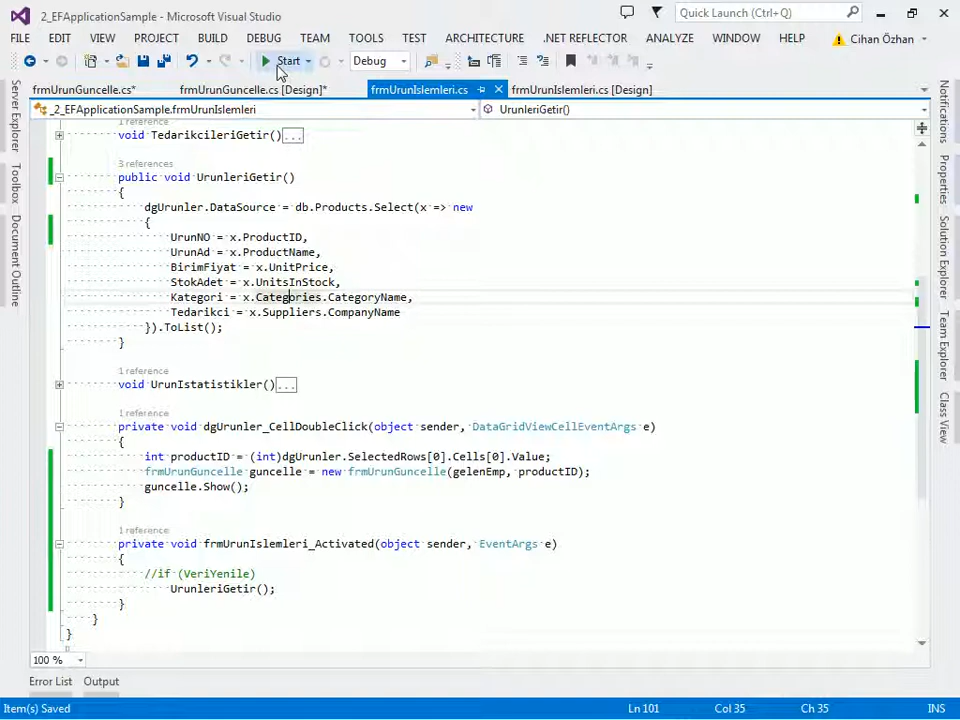 2_EFApplicationSample - Microsoft Visual Studio
Quick Launch (Ctrl+Q)
FILE EDIT VIEW PROJECT BUILD DEBUG TEAM TOOLS TEST ARCHITECTURE .NET REFLECTOR ANALYZE WINDOW HELP Cihan Özhan
Start Debug
frmUrunGuncelle.cs* frmUrunGuncelle.cs [Design]* frmUrunIslemleri.cs frmUrunIslemleri.cs [Design]
_2_EFApplicationSample.frmUrunIslemleri UrunleriGetir()
1 reference
void TedarikcileriGetir()...
3 references
public void UrunleriGetir()
{
dgUrunler.DataSource = db.Products.Select(x => new
{
UrunNO = x.ProductID,
UrunAd = x.ProductName,
BirimFiyat = x.UnitPrice,
StokAdet = x.UnitsInStock,
Kategori = x.Categories.CategoryName,
Tedarikci = x.Suppliers.CompanyName
}).ToList();
}
1 reference
void UrunIstatistikler()...
1 reference
private void dgUrunler_CellDoubleClick(object sender, DataGridViewCellEventArgs e)
{
int productID = (int)dgUrunler.SelectedRows[0].Cells[0].Value;
frmUrunGuncelle guncelle = new frmUrunGuncelle(gelenEmp, productID);
guncelle.Show();
}
1 reference
private void frmUrunIslemleri_Activated(object sender, EventArgs e)
{
//if (VeriYenile)
UrunleriGetir();
}
}
}
100 %
Error List Output
Item(s) Saved Ln 101 Col 35 Ch 35 INS
Server Explorer
Toolbox
Document Outline
Notifications
Properties
Solution Explorer
Team Explorer
Class View